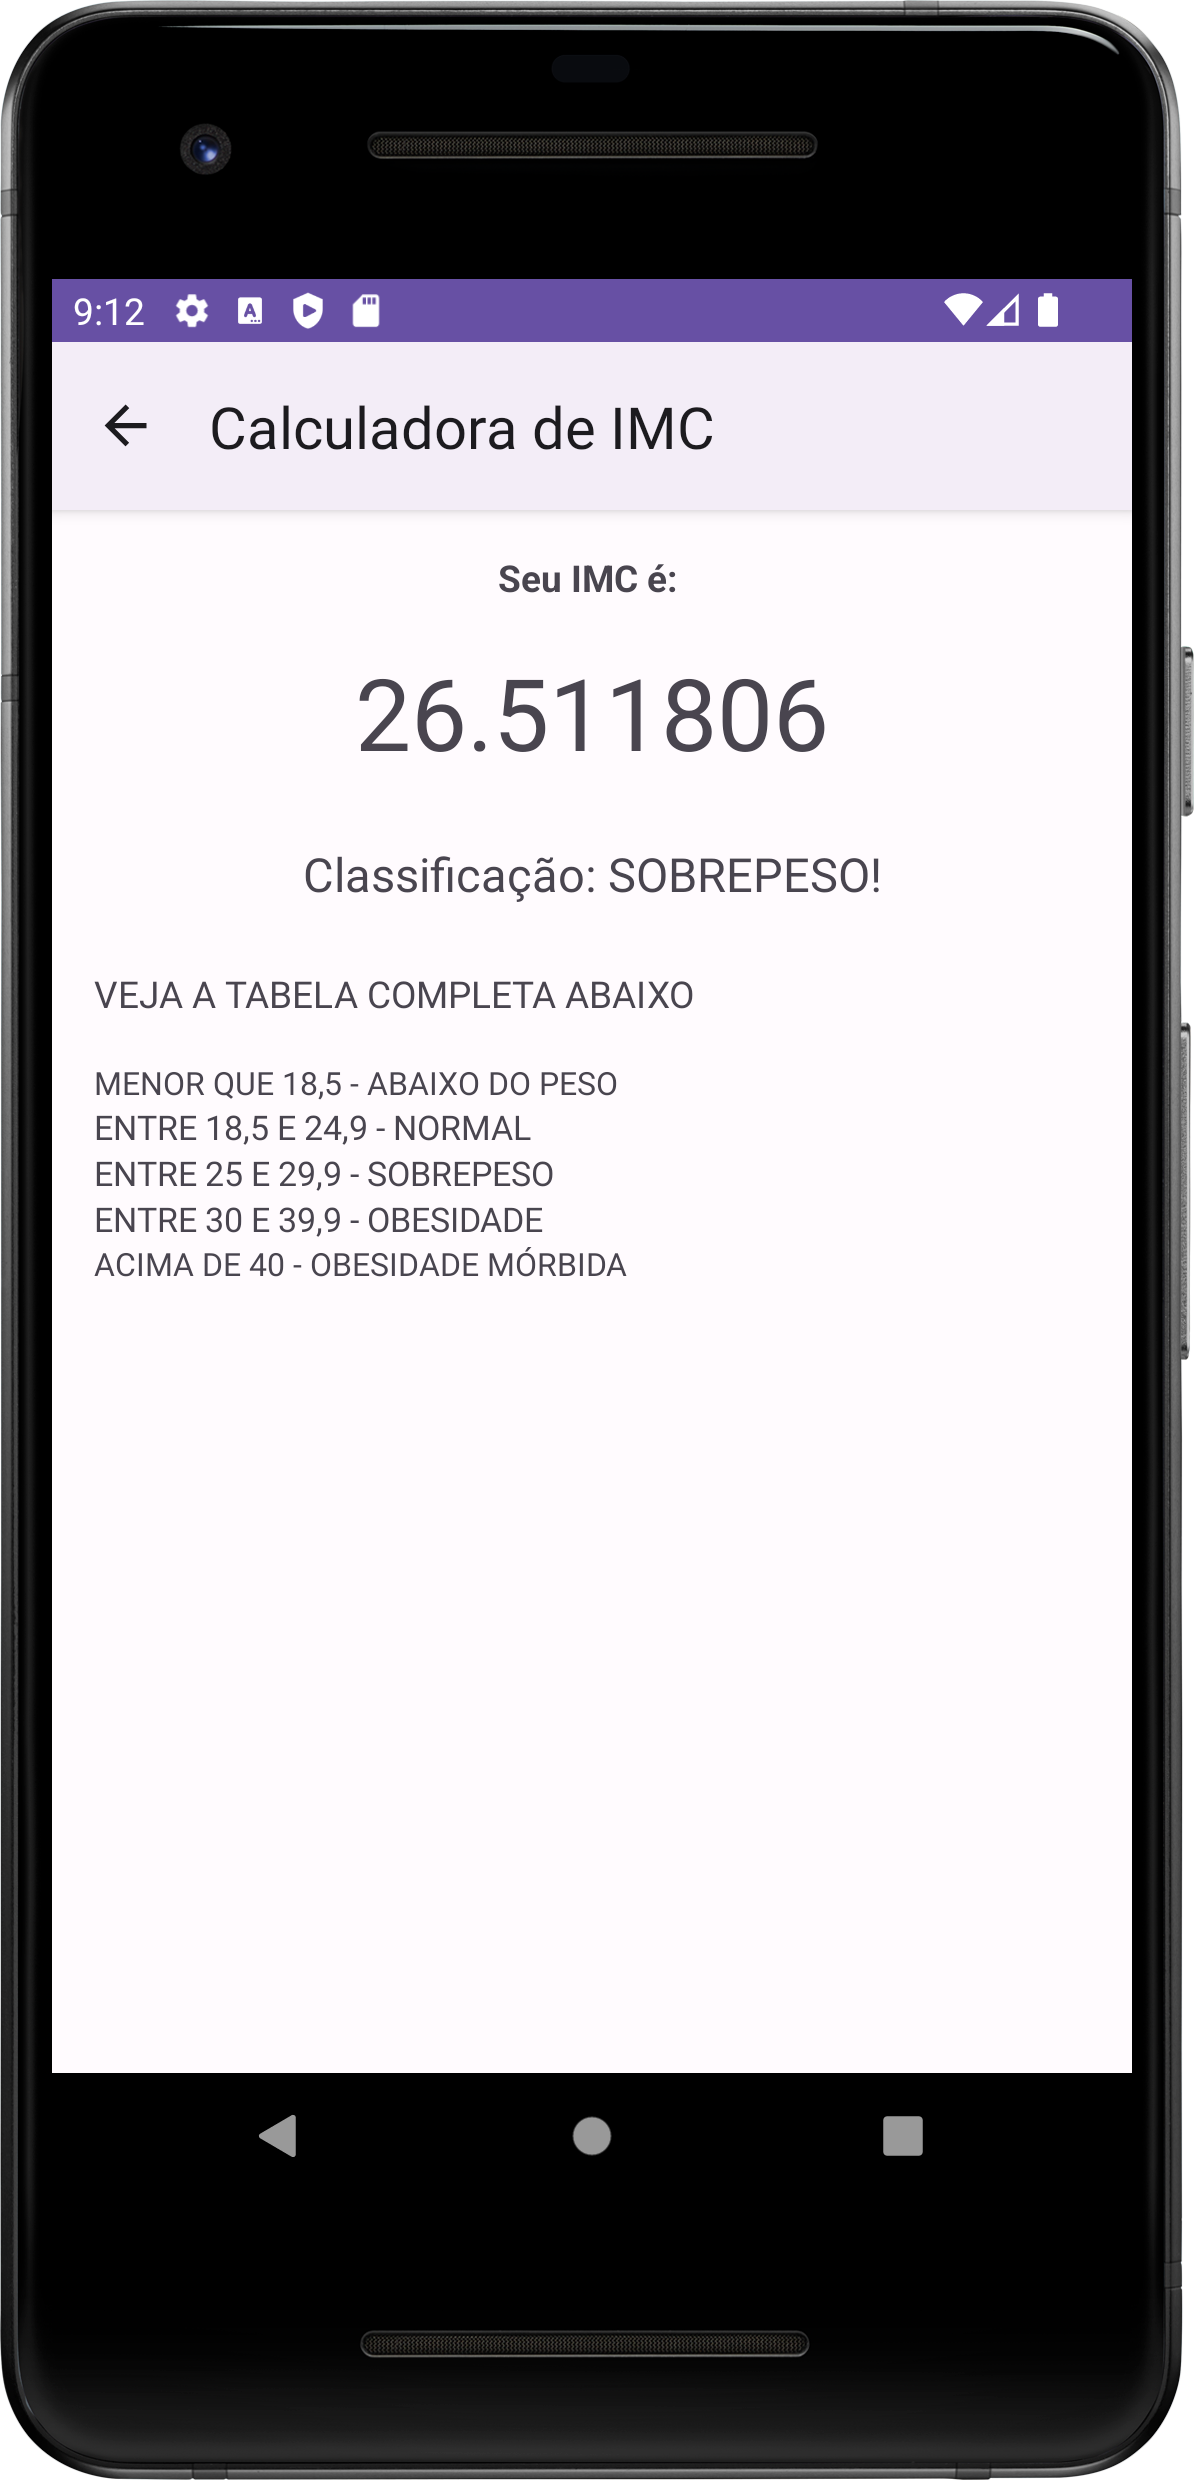 9:12
Calculadora de IMC
Seu IMC é:
26.511806
Classificação: SOBREPESO!
VEJA A TABELA COMPLETA ABAIXO
MENOR QUE 18,5 - ABAIXO DO PESO
ENTRE 18,5 E 24,9 - NORMAL
ENTRE 25 E 29,9 - SOBREPESO
ENTRE 30 E 39,9 - OBESIDADE
ACIMA DE 40 - OBESIDADE MÓRBIDA